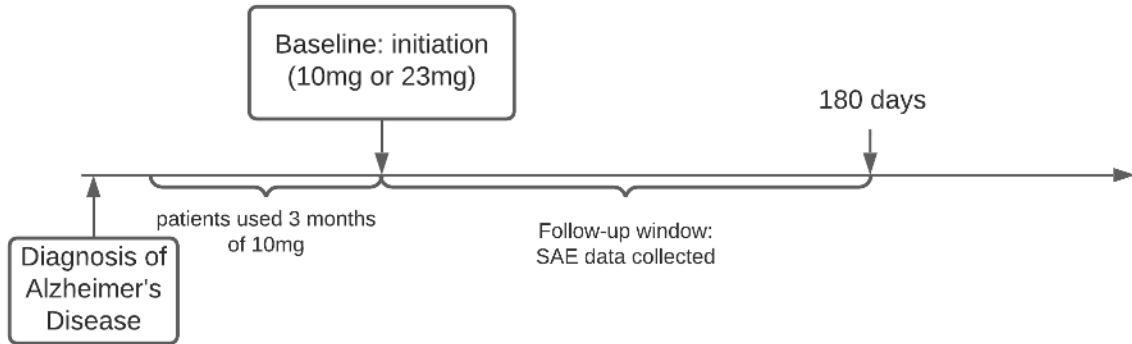 Baseline: initiation
(10mg or 23mg)
180 days
patients used 3 months
of 10mg
Follow-up window:
SAE data collected
Diagnosis of
Alzheimer's
Disease